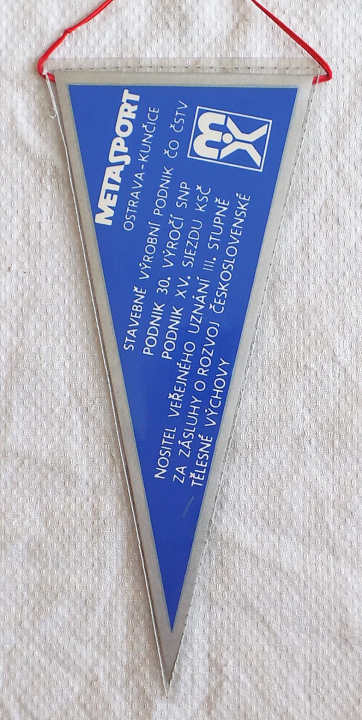 METASPORT
OSTRAVA-KUNČICE
STAVEBNĚ VÝROBNÍ PODNIK ČO ČSTV
PODNIK 30. VÝROČÍ SNP
PODNIK XV. SJEZDU KSČ
NOSITEL VEŘEJNÉHO UZNÁNÍ III. STUPNĚ
ZA ZÁSLUHY O ROZVOJ ČESKOSLOVENSKÉ
TĚLESNÉ VÝCHOVY